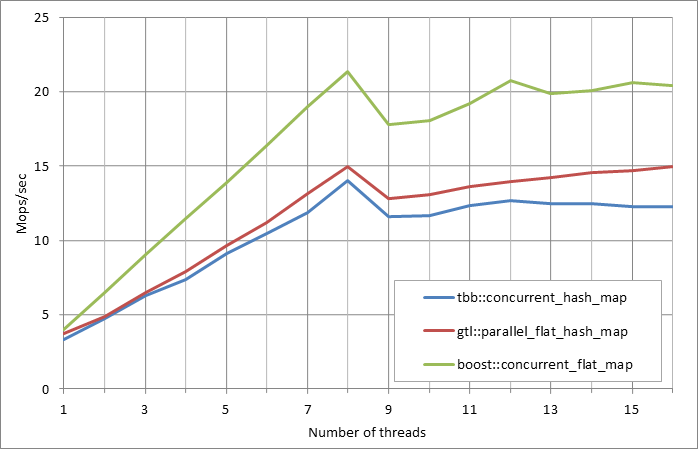 25
20
15
10
5
0
Mops/sec
tbb::concurrent_hash_map
gtl::parallel_flat_hash_map
boost::concurrent_flat_map
1 3 5 7 9 11 13 15
Number of threads